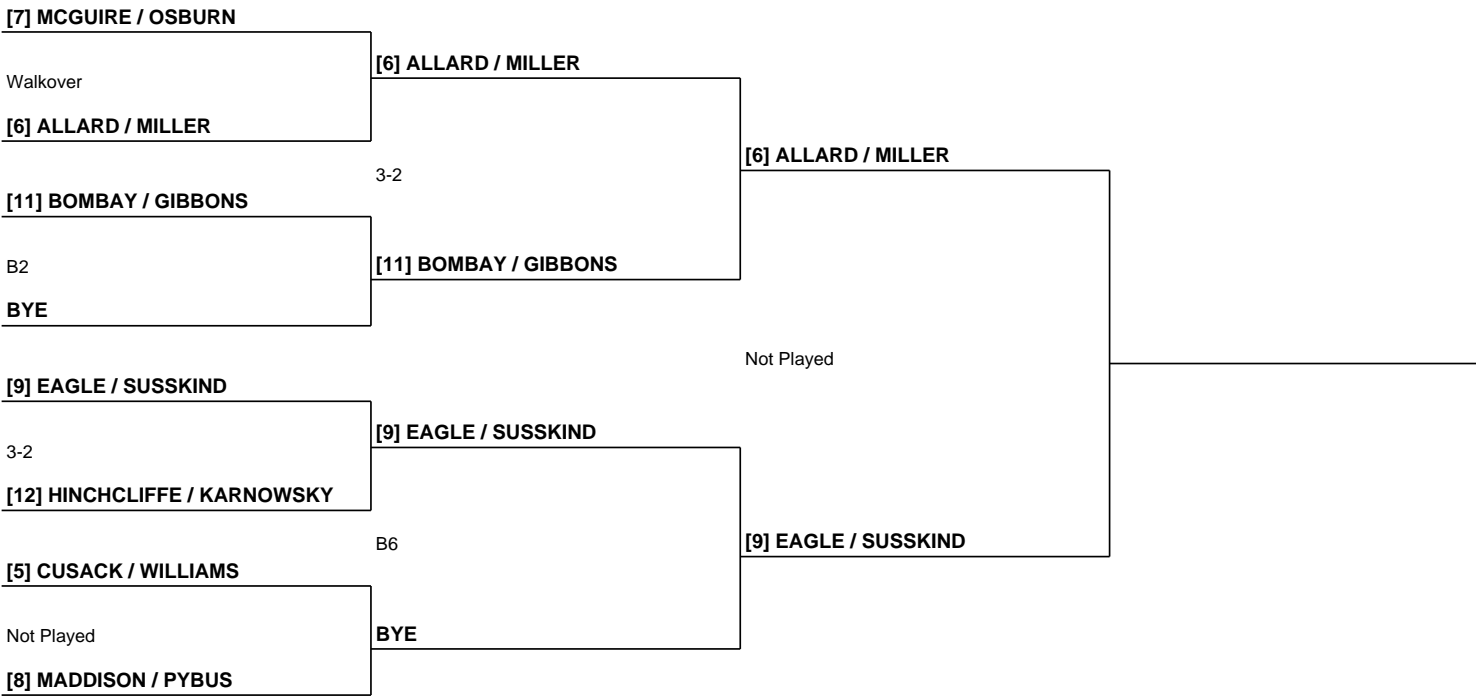 [7] MCGUIRE / OSBURN
Walkover
[6] ALLARD / MILLER
[11] BOMBAY / GIBBONS
B2
BYE
[9] EAGLE / SUSSKIND
3-2
[12] HINCHCLIFFE / KARNOWSKY
[5] CUSACK / WILLIAMS
Not Played
[8] MADDISON / PYBUS
[6] ALLARD / MILLER
3-2
[11] BOMBAY / GIBBONS
[9] EAGLE / SUSSKIND
B6
BYE
[6] ALLARD / MILLER
Not Played
[9] EAGLE / SUSSKIND